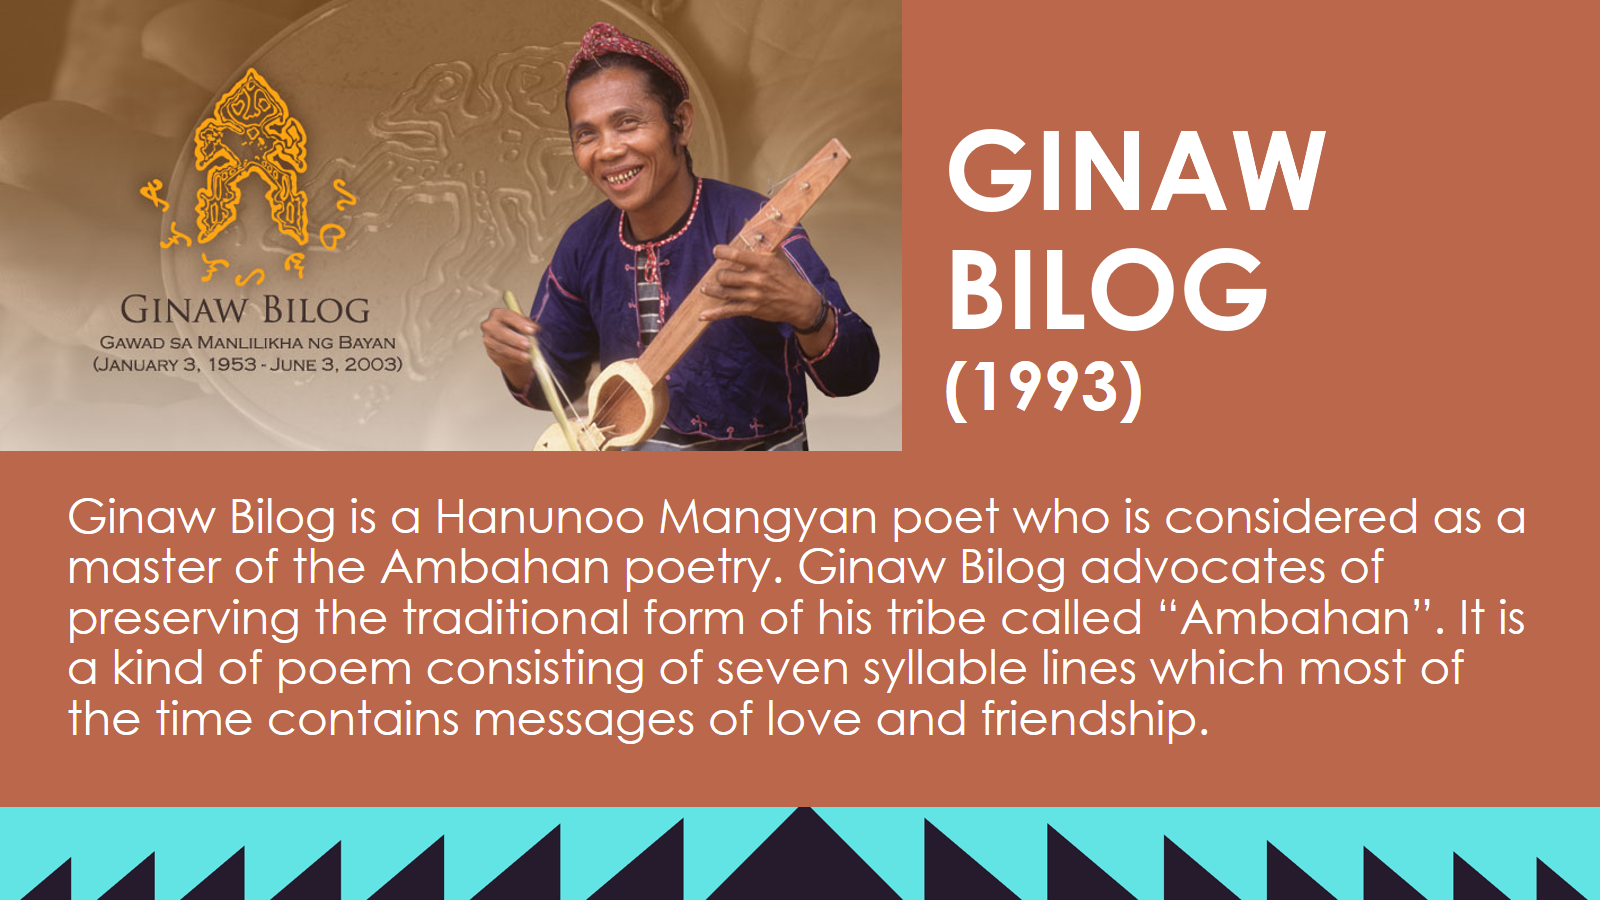 GINAW BILOG
GAWAD SA MANLILIKHA NG BAYAN
(JANUARY 3, 1953 - JUNE 3, 2003)
GINAW
BILOG
(1993)
Ginaw Bilog is a Hanunoo Mangyan poet who is considered as a
master of the Ambahan poetry. Ginaw Bilog advocates of
preserving the traditional form of his tribe called “Ambahan”. It is
a kind of poem consisting of seven syllable lines which most of
the time contains messages of love and friendship.